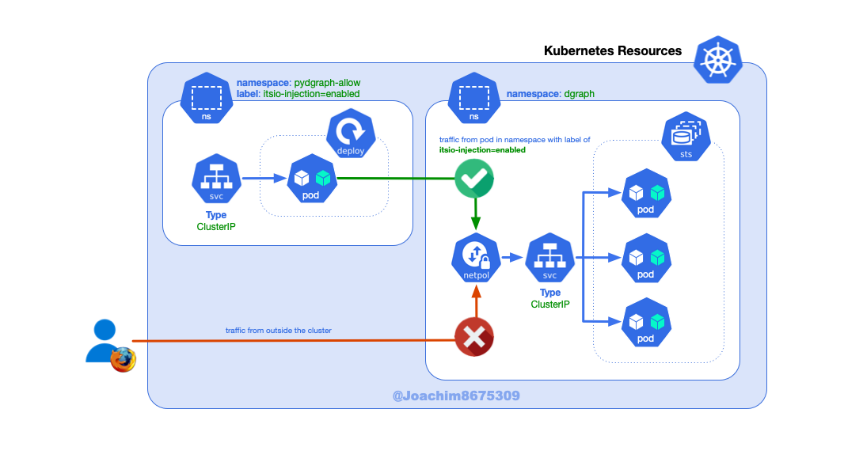 Kubernetes Resources
namespace: pydgraph-allow
label: itsio-injection=enabled
ns
namespace: dgraph
ns
deploy
traffic from pod in namespace with label of
itsio-injection=enabled
sts
svc
pod
Type
ClusterIP
pod
netpol
svc
pod
Type
ClusterIP
pod
traffic from outside the cluster
@Joachim8675309